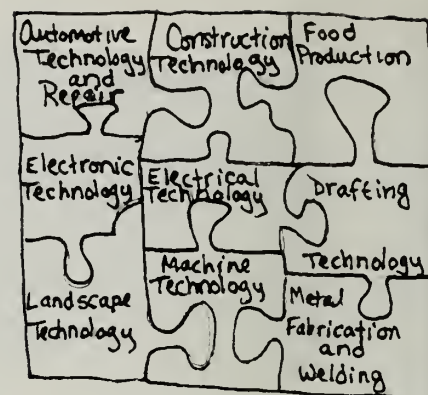 Automotive
Technology
and
Repair
Construction
Technology
Food
Production
Electronic
Technology
Electrical
Technology
Drafting
Technology
Landscape
Technology
Machine
Technology
Metal
Fabrication
and
Welding